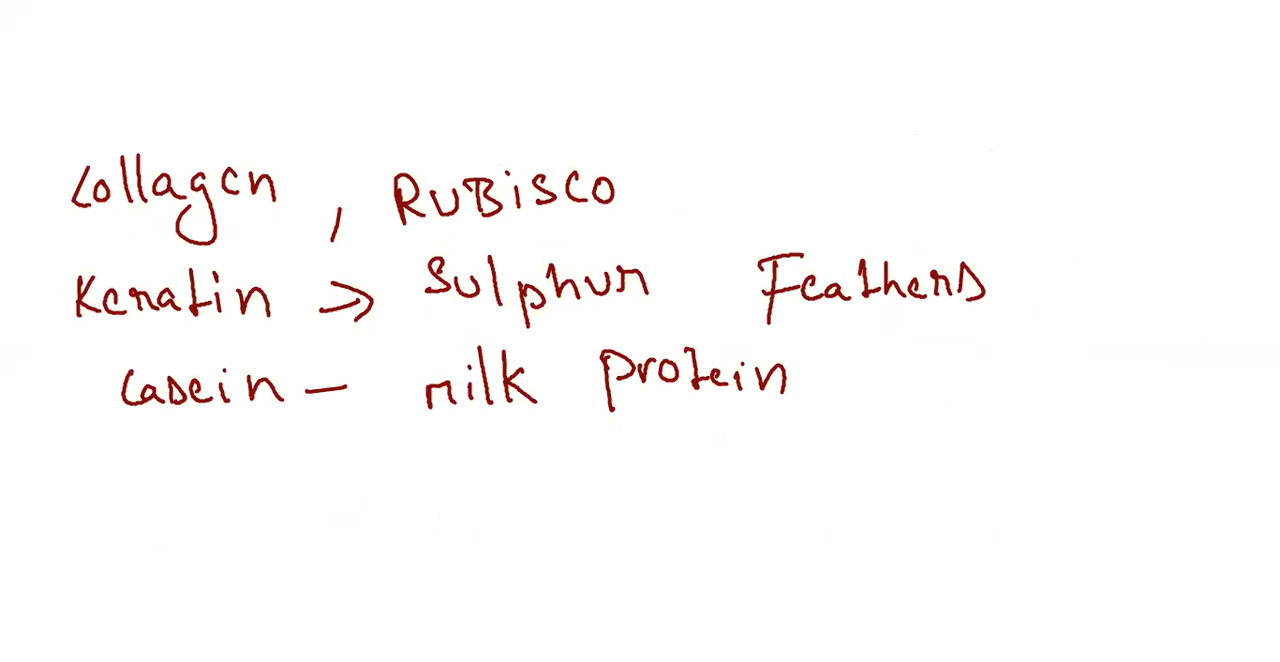 Collagen , RUBisCO
Keratin → Sulphur Feathers
Casein – milk protein